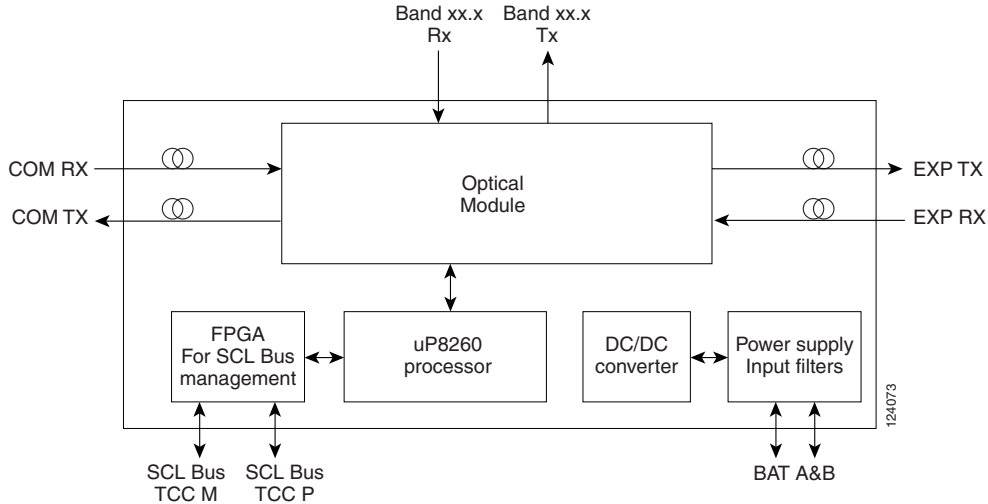 Band xx.x
Rx
Band xx.x
Tx
COM RX
COM TX
Optical
Module
EXP TX
EXP RX
FPGA
For SCL Bus
management
uP8260
processor
DC/DC
converter
Power supply
Input filters
124073
SCL Bus
TCC M
SCL Bus
TCC P
BAT A&B